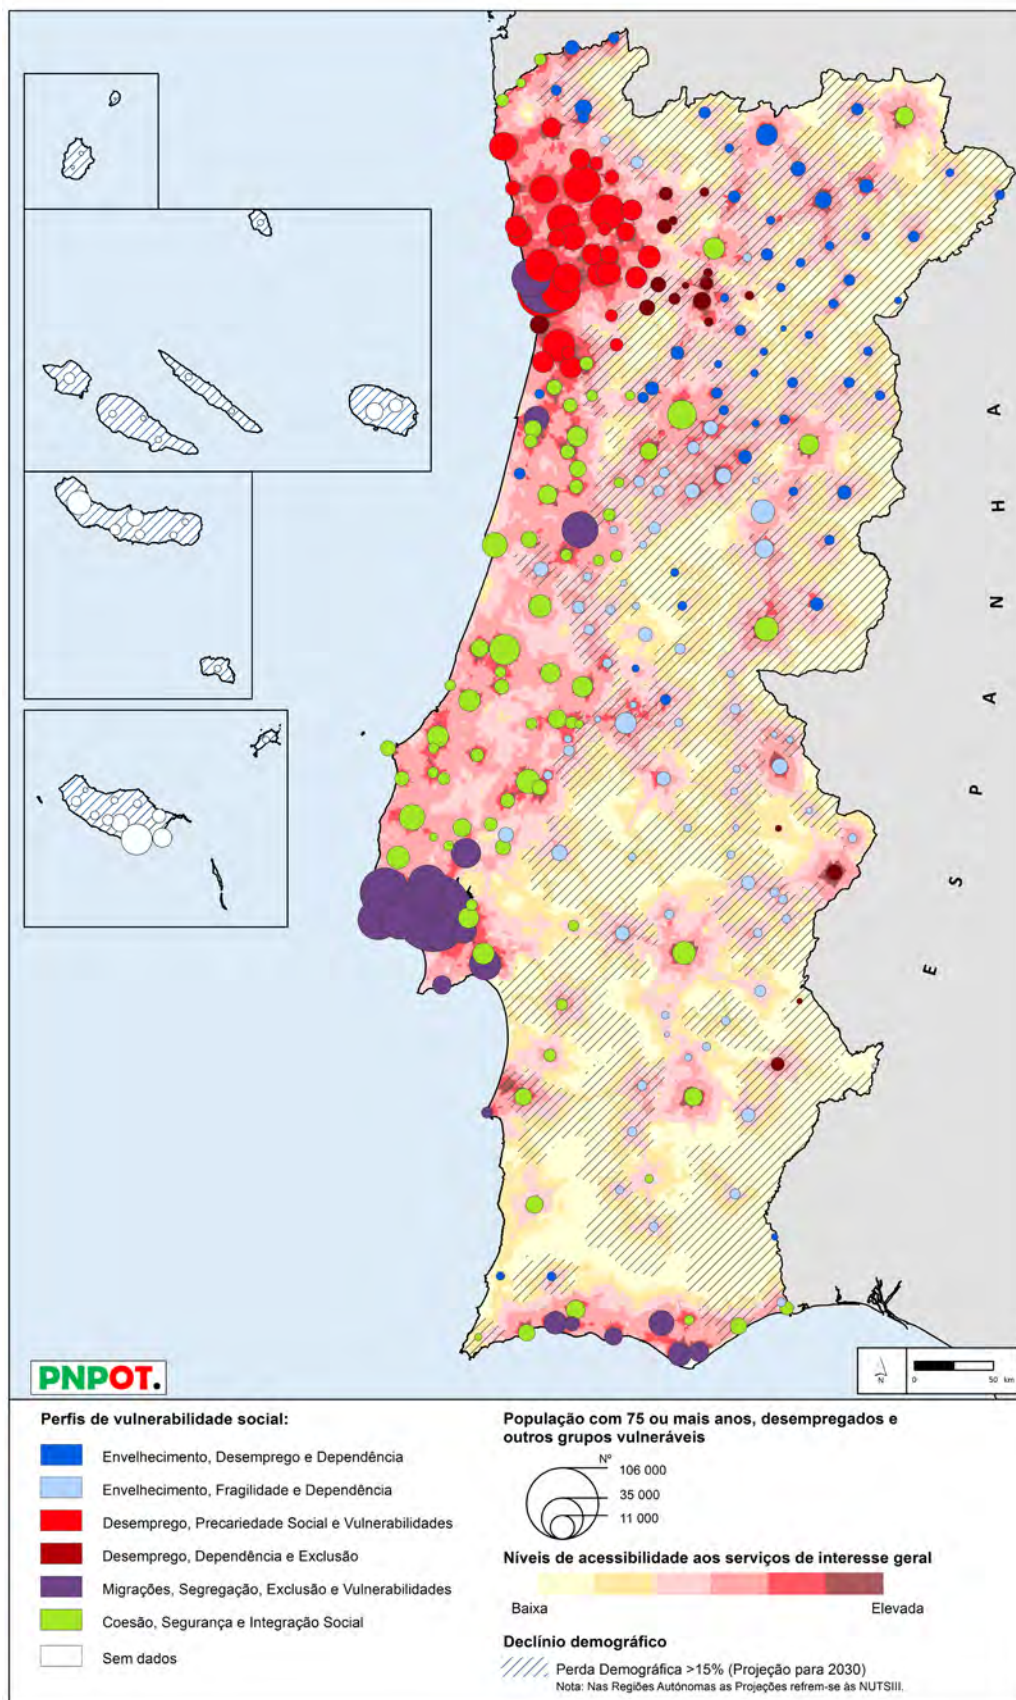 E S P A N H A
PNPOT.
N
0 50 km
Perfis de vulnerabilidade social:
Envelhecimento, Desemprego e Dependência
Envelhecimento, Fragilidade e Dependência
Desemprego, Precariedade Social e Vulnerabilidades
Desemprego, Dependência e Exclusão
Migrações, Segregação, Exclusão e Vulnerabilidades
Coesão, Segurança e Integração Social
Sem dados
População com 75 ou mais anos, desempregados e
outros grupos vulneráveis
Nº
106 000
35 000
11 000
Níveis de acessibilidade aos serviços de interesse geral
Baixa Elevada
Declínio demográfico
Perda Demográfica >15% (Projeção para 2030)
Nota: Nas Regiões Autónomas as Projeções refrem-se às NUTSIII.